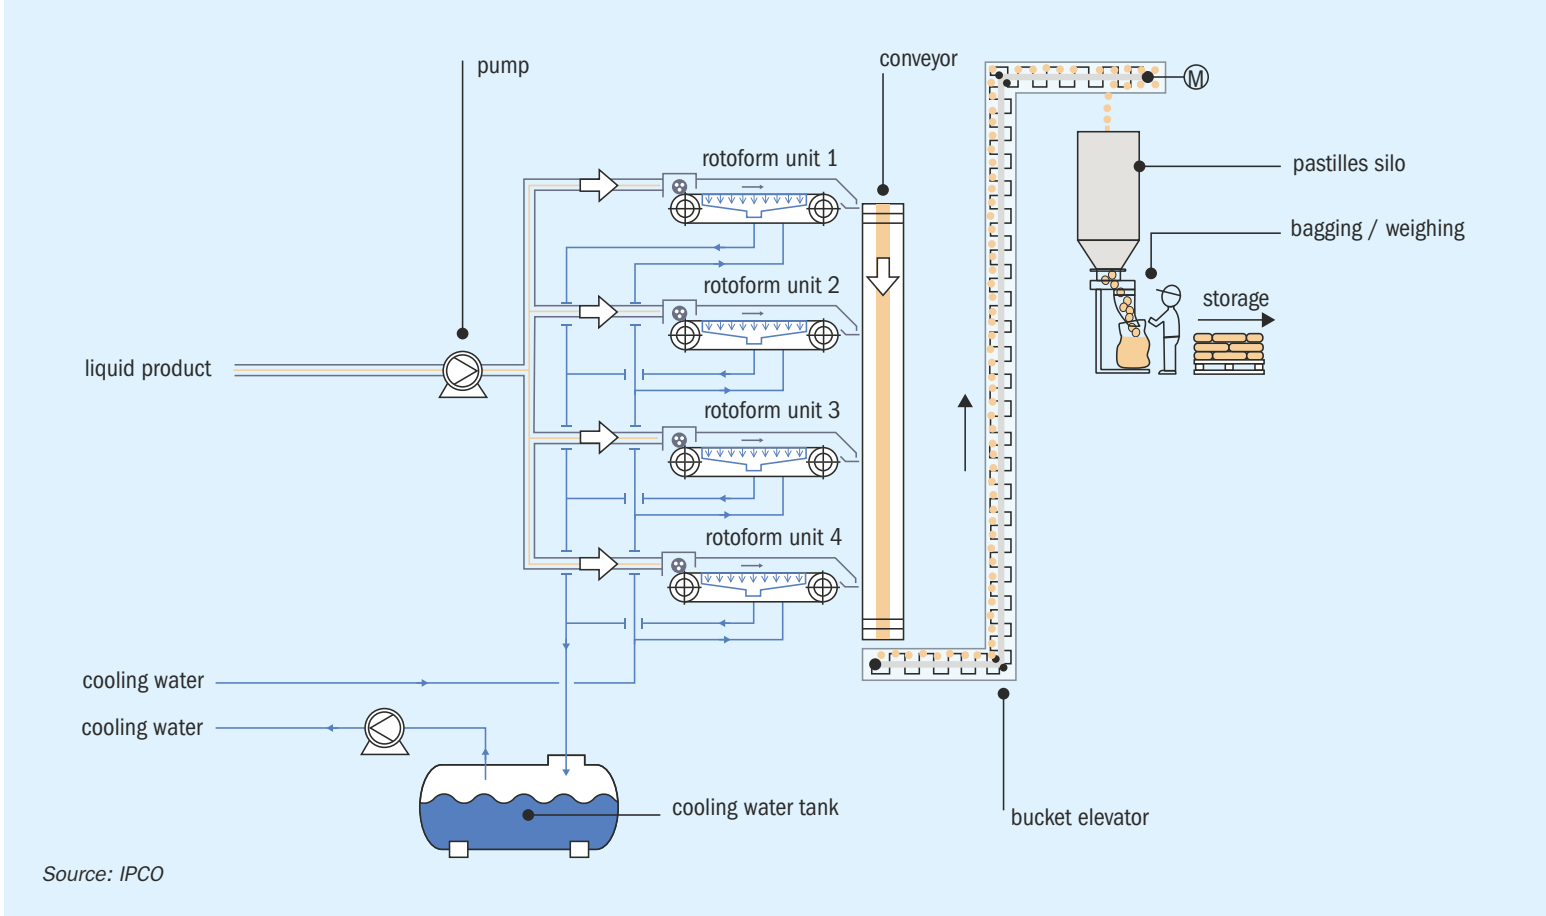 pump
conveyor
M
rotoform unit 1
pastilles silo
bagging / weighing
rotoform unit 2
storage
liquid product
rotoform unit 3
rotoform unit 4
cooling water
cooling water
cooling water tank
bucket elevator
Source: IPCO